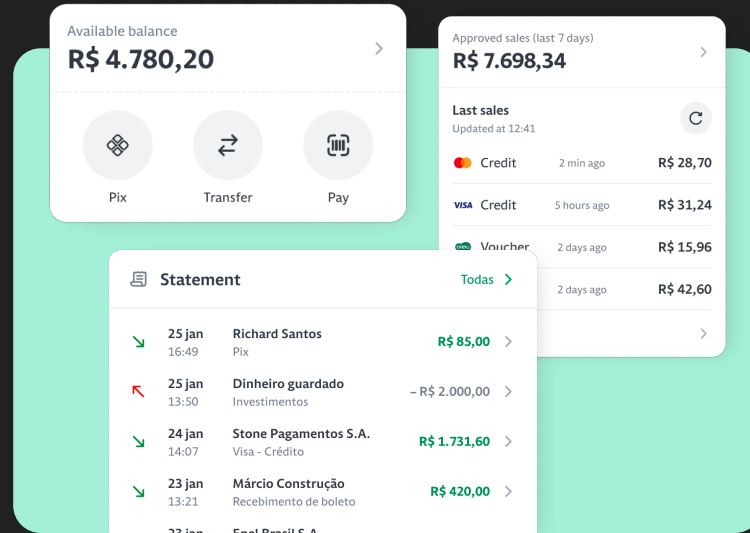 Available balance
R$ 4.780,20
Pix
Transfer
Pay
Approved sales (last 7 days)
R$ 7.698,34
Last sales
Updated at 12:41
Credit 2 min ago R$ 28,70
VISA Credit 5 hours ago R$ 31,24
Voucher 2 days ago R$ 15,96
2 days ago R$ 42,60
Statement Todas
25 jan Richard Santos R$ 85,00
16:49 Pix
25 jan Dinheiro guardado – R$ 2.000,00
13:50 Investimentos
24 jan Stone Pagamentos S.A. R$ 1.731,60
14:07 Visa - Crédito
23 jan Márcio Construção R$ 420,00
13:21 Recebimento de boleto
23 jan Enel Brasil S.A.